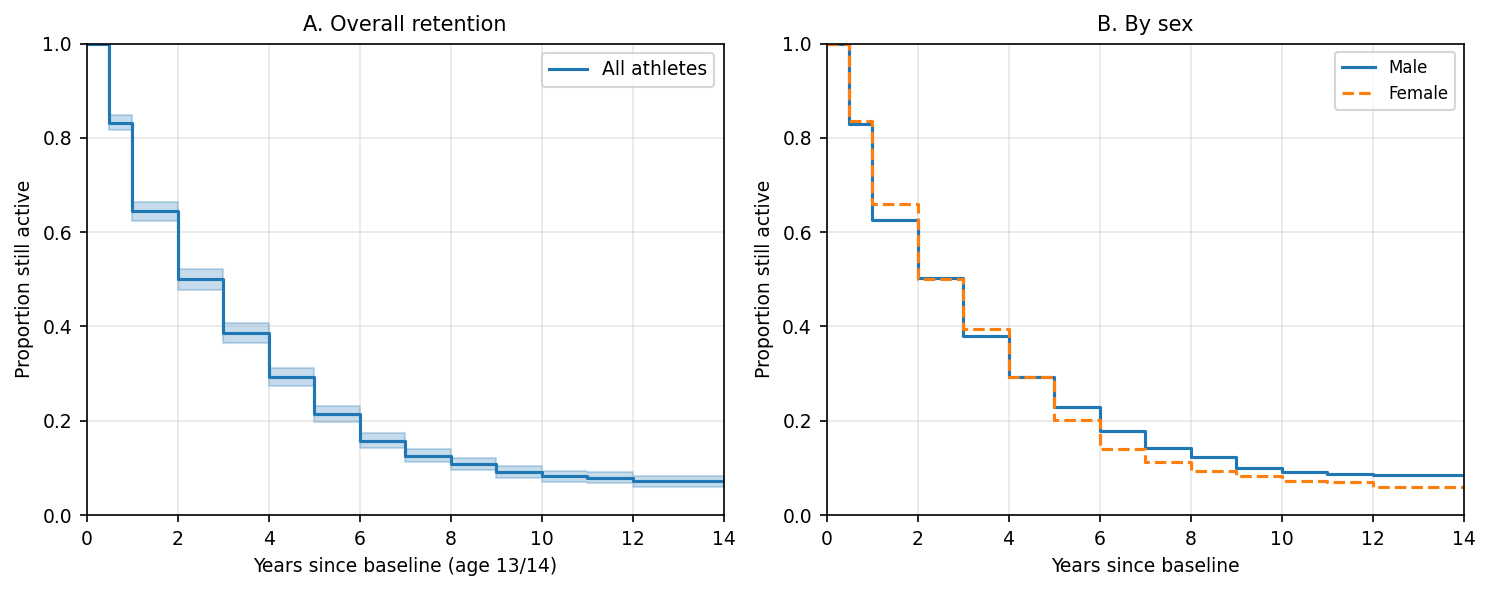 A. Overall retention
All athletes
Proportion still active
1.0
0.8
0.6
0.4
0.2
0.0
0 2 4 6 8 10 12 14
Years since baseline (age 13/14)
B. By sex
Male
Female
Proportion still active
1.0
0.8
0.6
0.4
0.2
0.0
0 2 4 6 8 10 12 14
Years since baseline